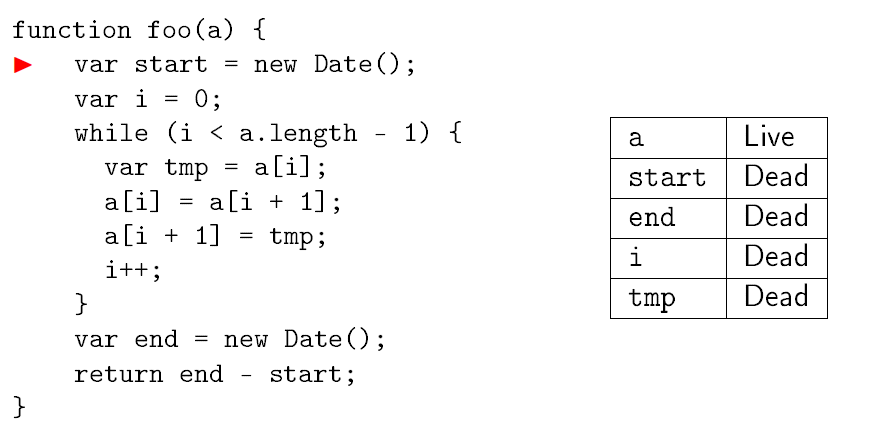 function foo(a) {
var start = new Date();
var i = 0;
while (i < a.length - 1) {
var tmp = a[i];
a[i] = a[i + 1];
a[i + 1] = tmp;
i++;
}
var end = new Date();
return end - start;
}
a Live
start Dead
end Dead
i Dead
tmp Dead